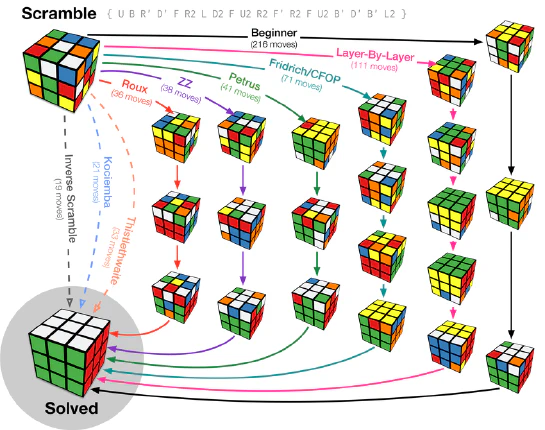 Scramble { U B R' D' F R2 L D2 F U2 R2 F' R2 F U2 B' D' B' L2 }
Beginner
(216 moves)
Layer-By-Layer
(111 moves)
Fridrich/CFOP
(71 moves)
Petrus
(41 moves)
ZZ
(38 moves)
Roux
(36 moves)
Inverse Scramble
(19 moves)
Kociemba
(21 moves)
Thistlethwaite
(33 moves)
Solved